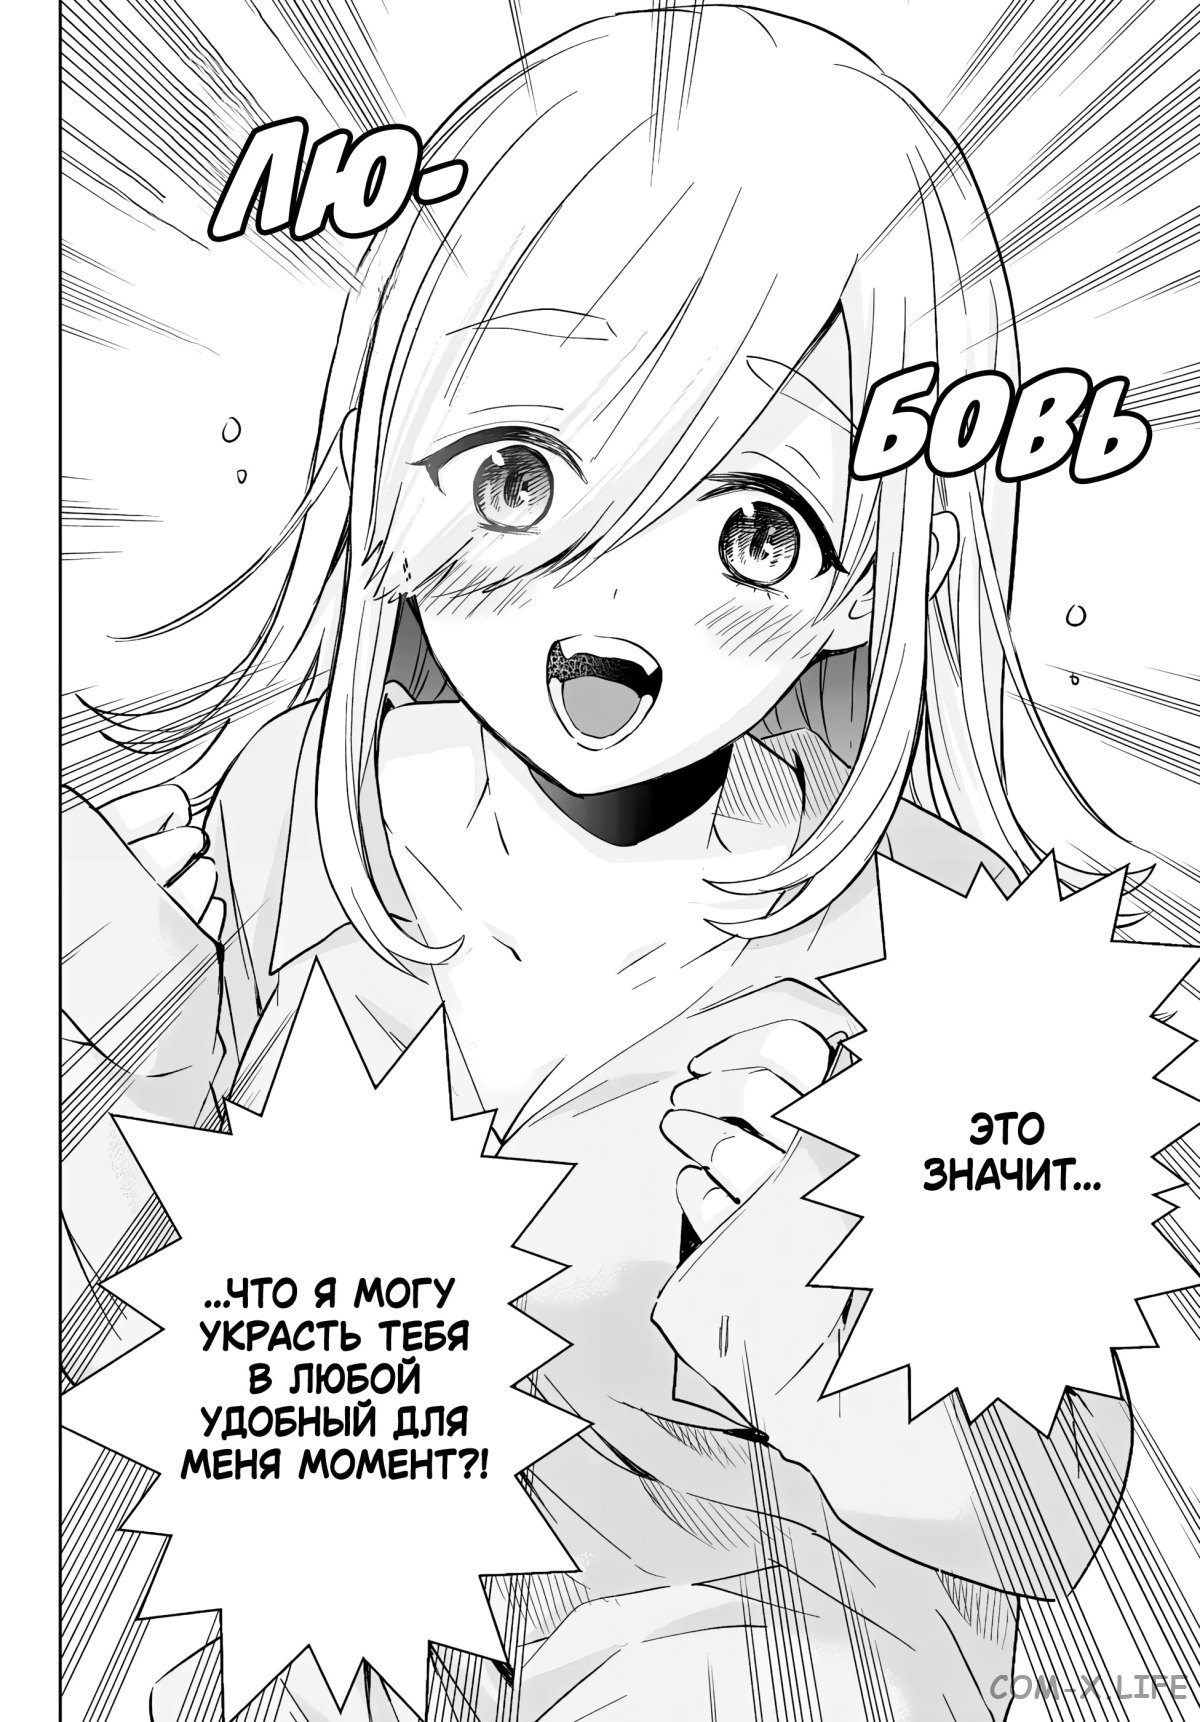 ЛЮ-
БОВЬ
ЭТО
ЗНАЧИТ...
...ЧТО Я МОГУ
УКРАСТЬ ТЕБЯ
В ЛЮБОЙ
УДОБНЫЙ ДЛЯ
МЕНЯ МОМЕНТ?!
COM-X.LIFE